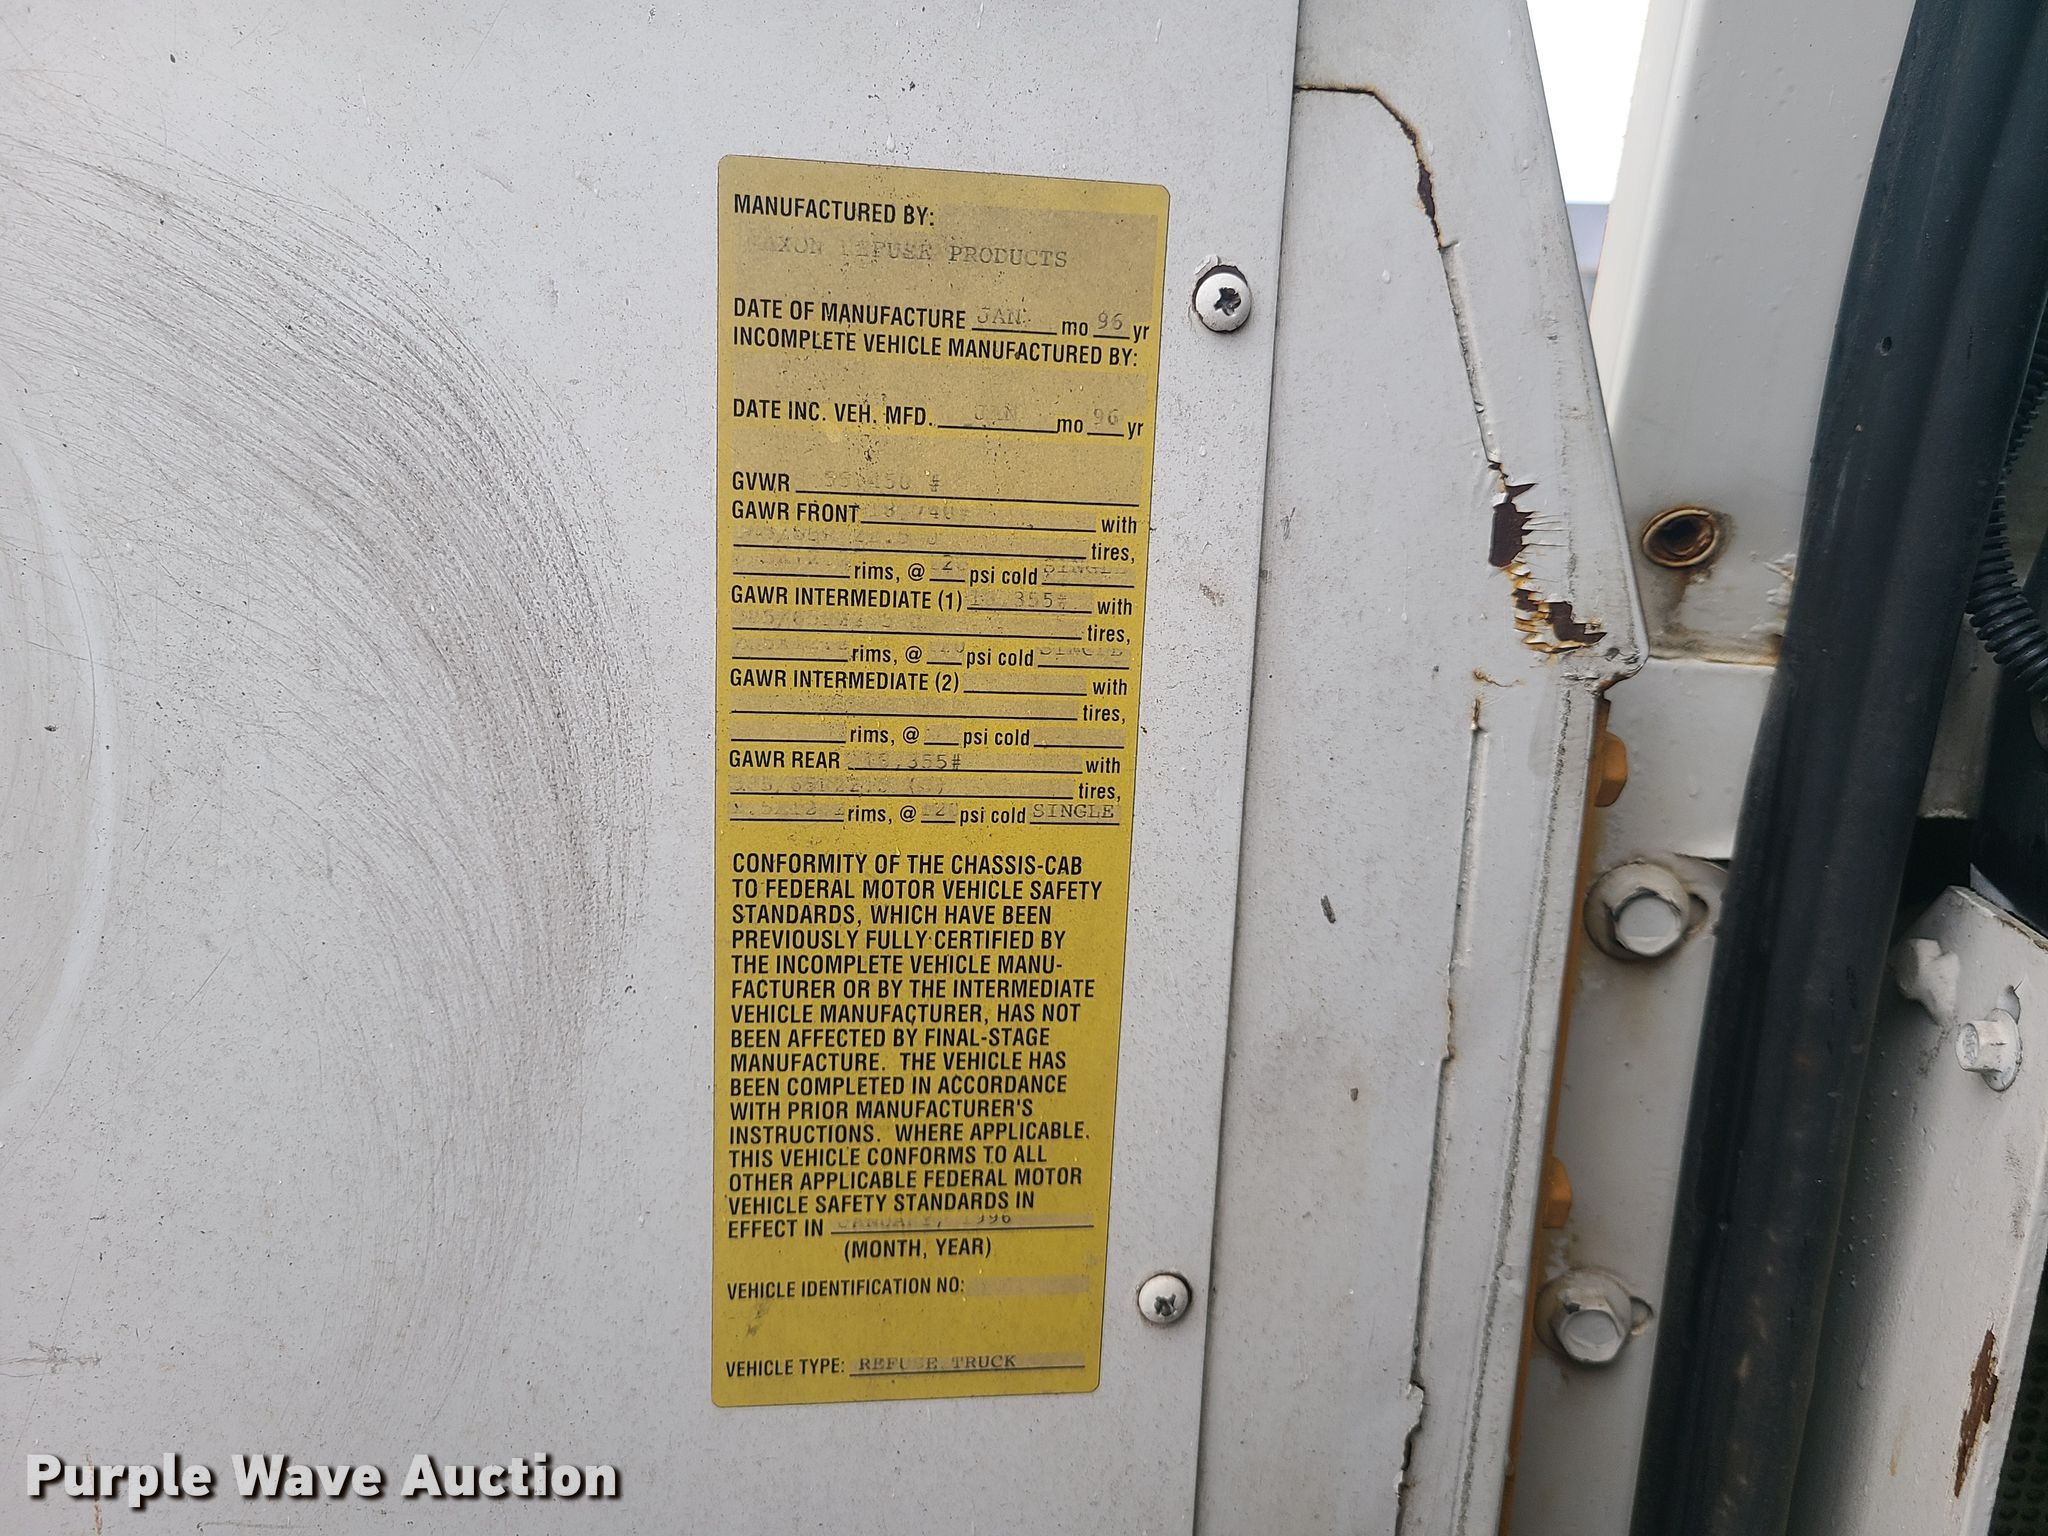 MANUFACTURED BY:
PRODUCTS
DATE OF MANUFACTURE JAN. mo 96 yr
INCOMPLETE VEHICLE MANUFACTURED BY:
DATE INC. VEH. MFD. JAN mo 96 yr
GVWR #
GAWR FRONT with
tires,
rims, @ psi cold SINGLE
GAWR INTERMEDIATE (1) with
tires,
rims, @ psi cold SINGLE
GAWR INTERMEDIATE (2) with
tires,
rims, @ psi cold
GAWR REAR with
tires,
rims, @ psi cold SINGLE
CONFORMITY OF THE CHASSIS-CAB
TO FEDERAL MOTOR VEHICLE SAFETY
STANDARDS, WHICH HAVE BEEN
PREVIOUSLY FULLY CERTIFIED BY
THE INCOMPLETE VEHICLE MANU-
FACTURER OR BY THE INTERMEDIATE
VEHICLE MANUFACTURER, HAS NOT
BEEN AFFECTED BY FINAL-STAGE
MANUFACTURE. THE VEHICLE HAS
BEEN COMPLETED IN ACCORDANCE
WITH PRIOR MANUFACTURER'S
INSTRUCTIONS. WHERE APPLICABLE.
THIS VEHICLE CONFORMS TO ALL
OTHER APPLICABLE FEDERAL MOTOR
VEHICLE SAFETY STANDARDS IN
EFFECT IN JANUARY, 1996
(MONTH, YEAR)
VEHICLE IDENTIFICATION NO:
VEHICLE TYPE: REFUSE TRUCK
Purple Wave Auction